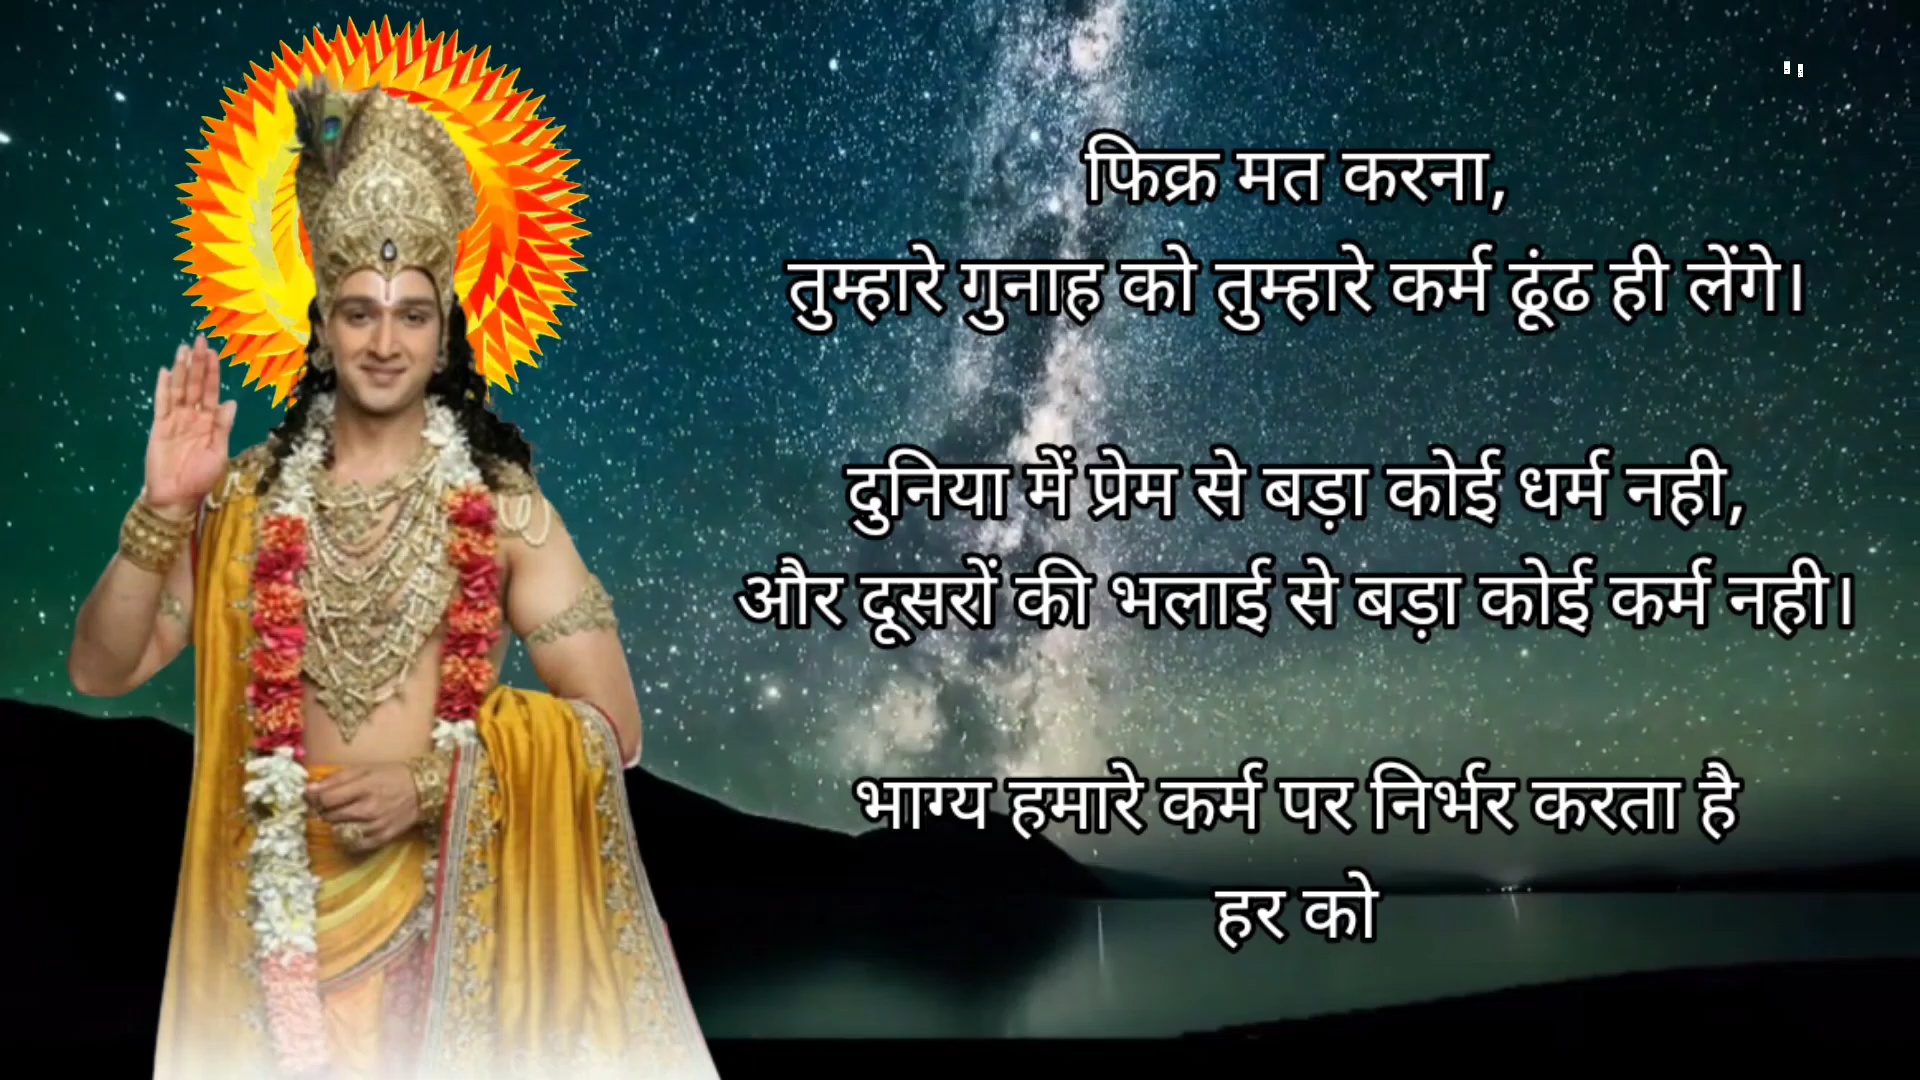 फिक्र मत करना,
तुम्हारे गुनाह को तुम्हारे कर्म ढूंढ ही लेंगे।
दुनिया में प्रेम से बड़ा कोई धर्म नही,
और दूसरों की भलाई से बड़ा कोई कर्म नही।
भाग्य हमारे कर्म पर निर्भर करता है
हर को